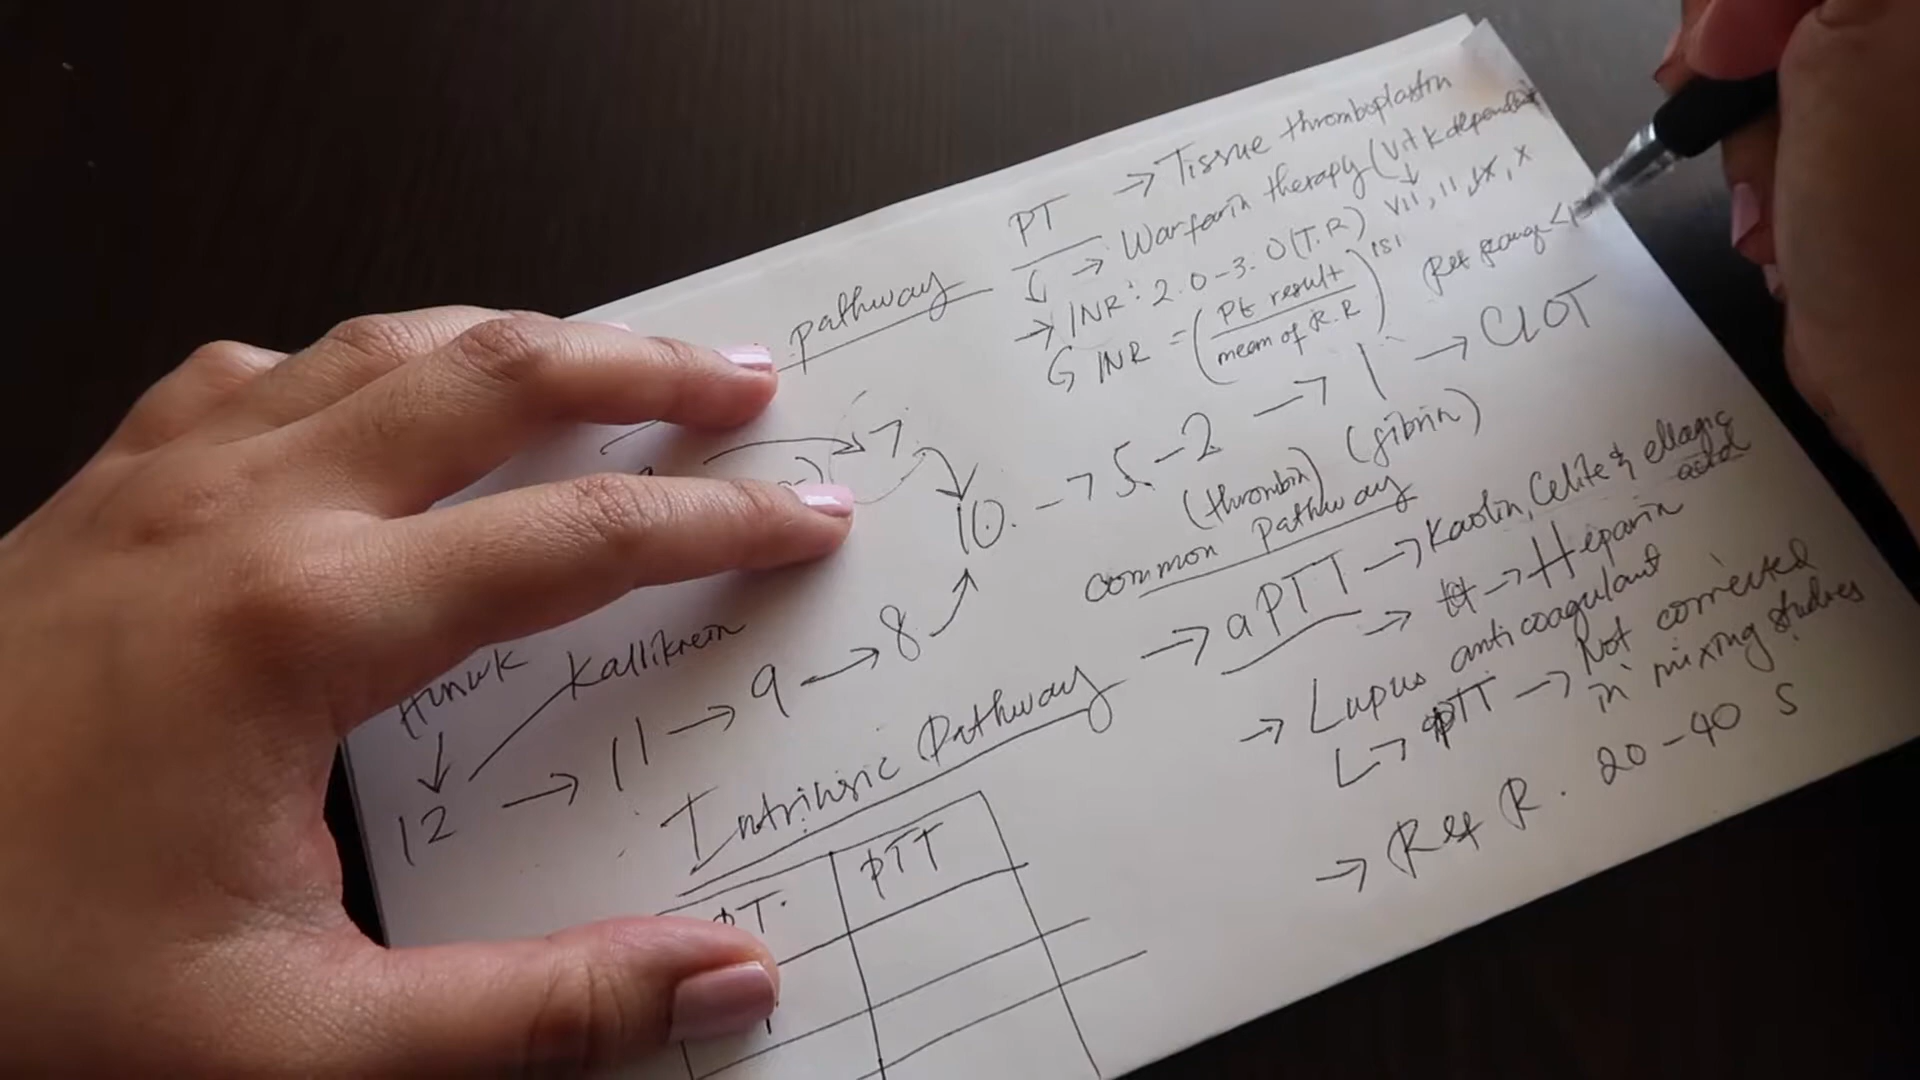 PT → Tissue thromboplastin
→ Warfarin therapy (Vit K dependent
VII, II, IX, X
→ INR: 2.0-3.0 (T.R)
↳ INR = (Pt result / mean of R.R) ISI
Ref range <
pathway
→ 7
10. → 5-2 → 1 → CLOT
(thrombin) (fibrin)
common pathway
→ aPTT → Kaolin, Celite & ellagic
acid
→ → Heparin
→ Lupus anticoagulant
↳ PTT → Not corrected
in mixing studies
→ Ref R. 20-40 S
Kallikrein
12 → 11 → 9 → 8
Intrinsic Pathway
PT. PTT